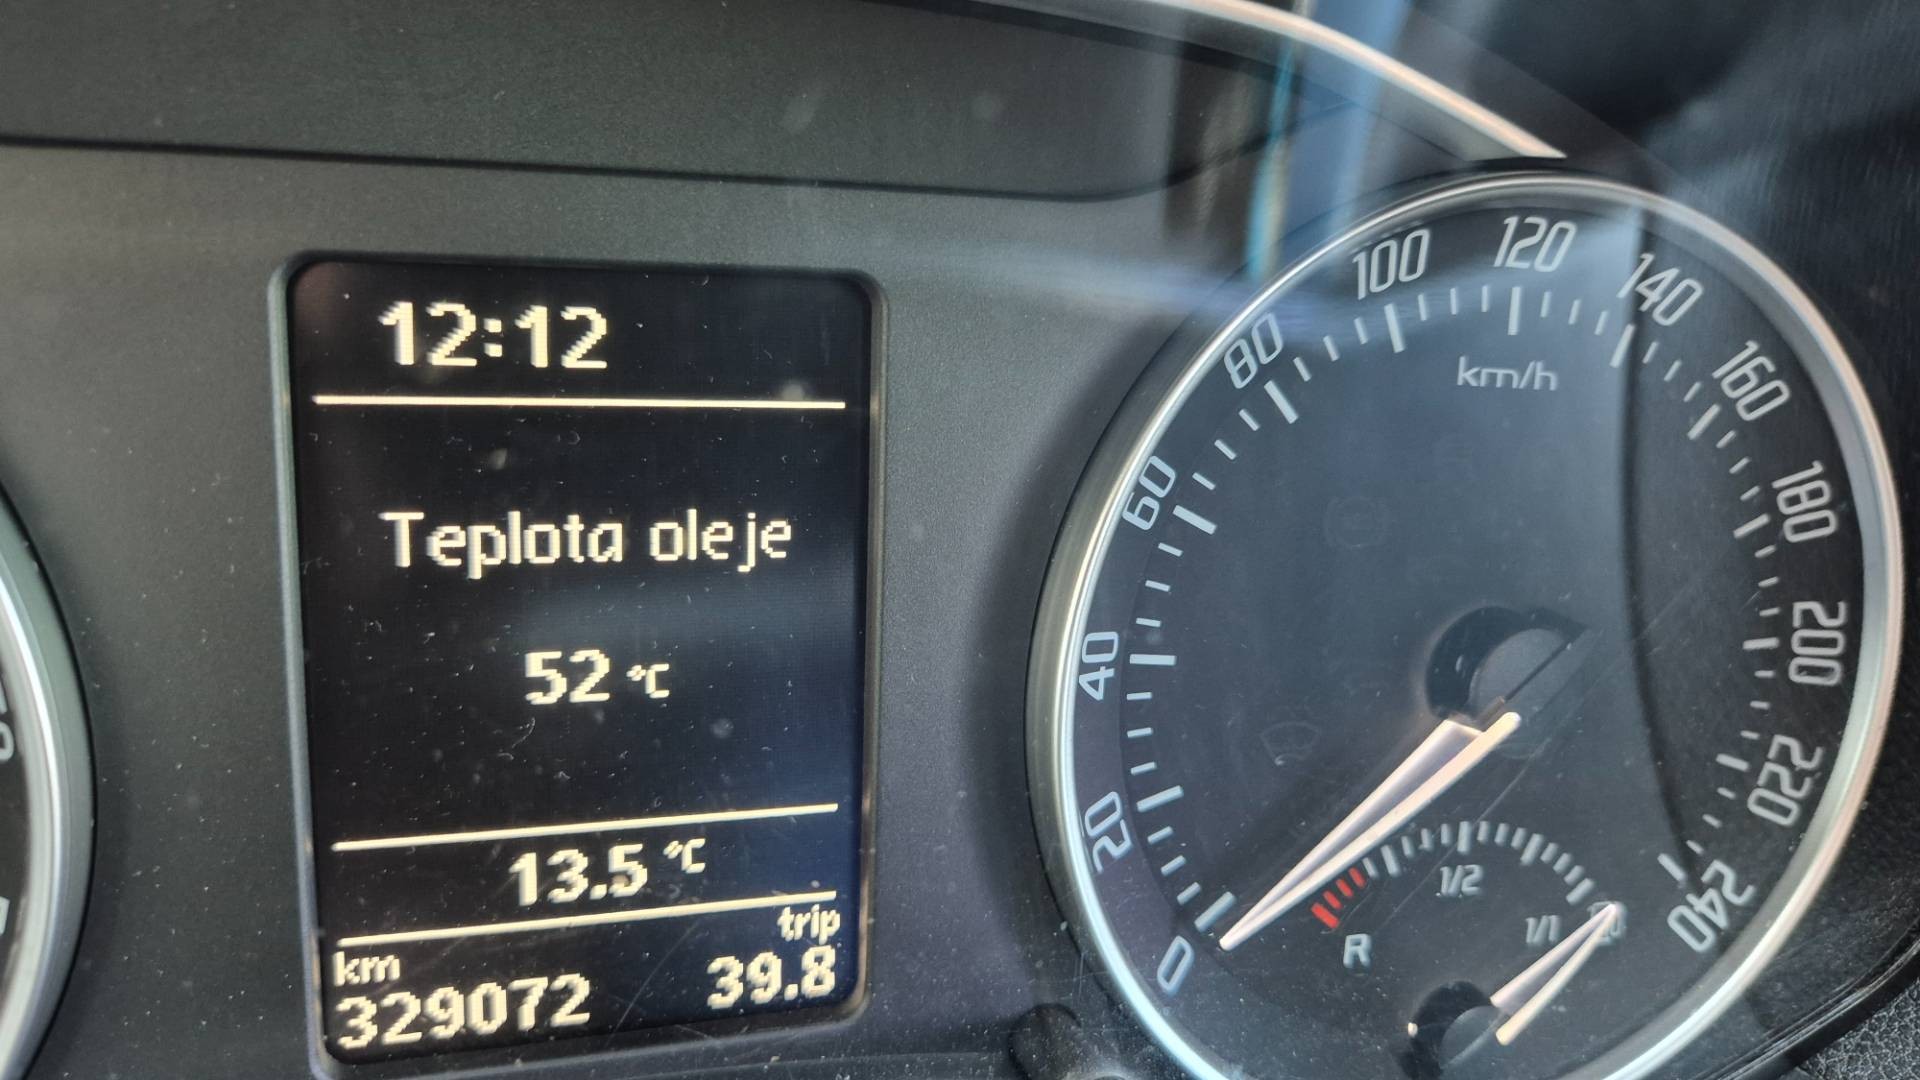 12:12
Teplota oleje
52 °C
13.5 °C
trip
km
329072 39.8
0 20 40 60 80 100 120 140 160 180 200 220 240
km/h
R 1/2 1/1